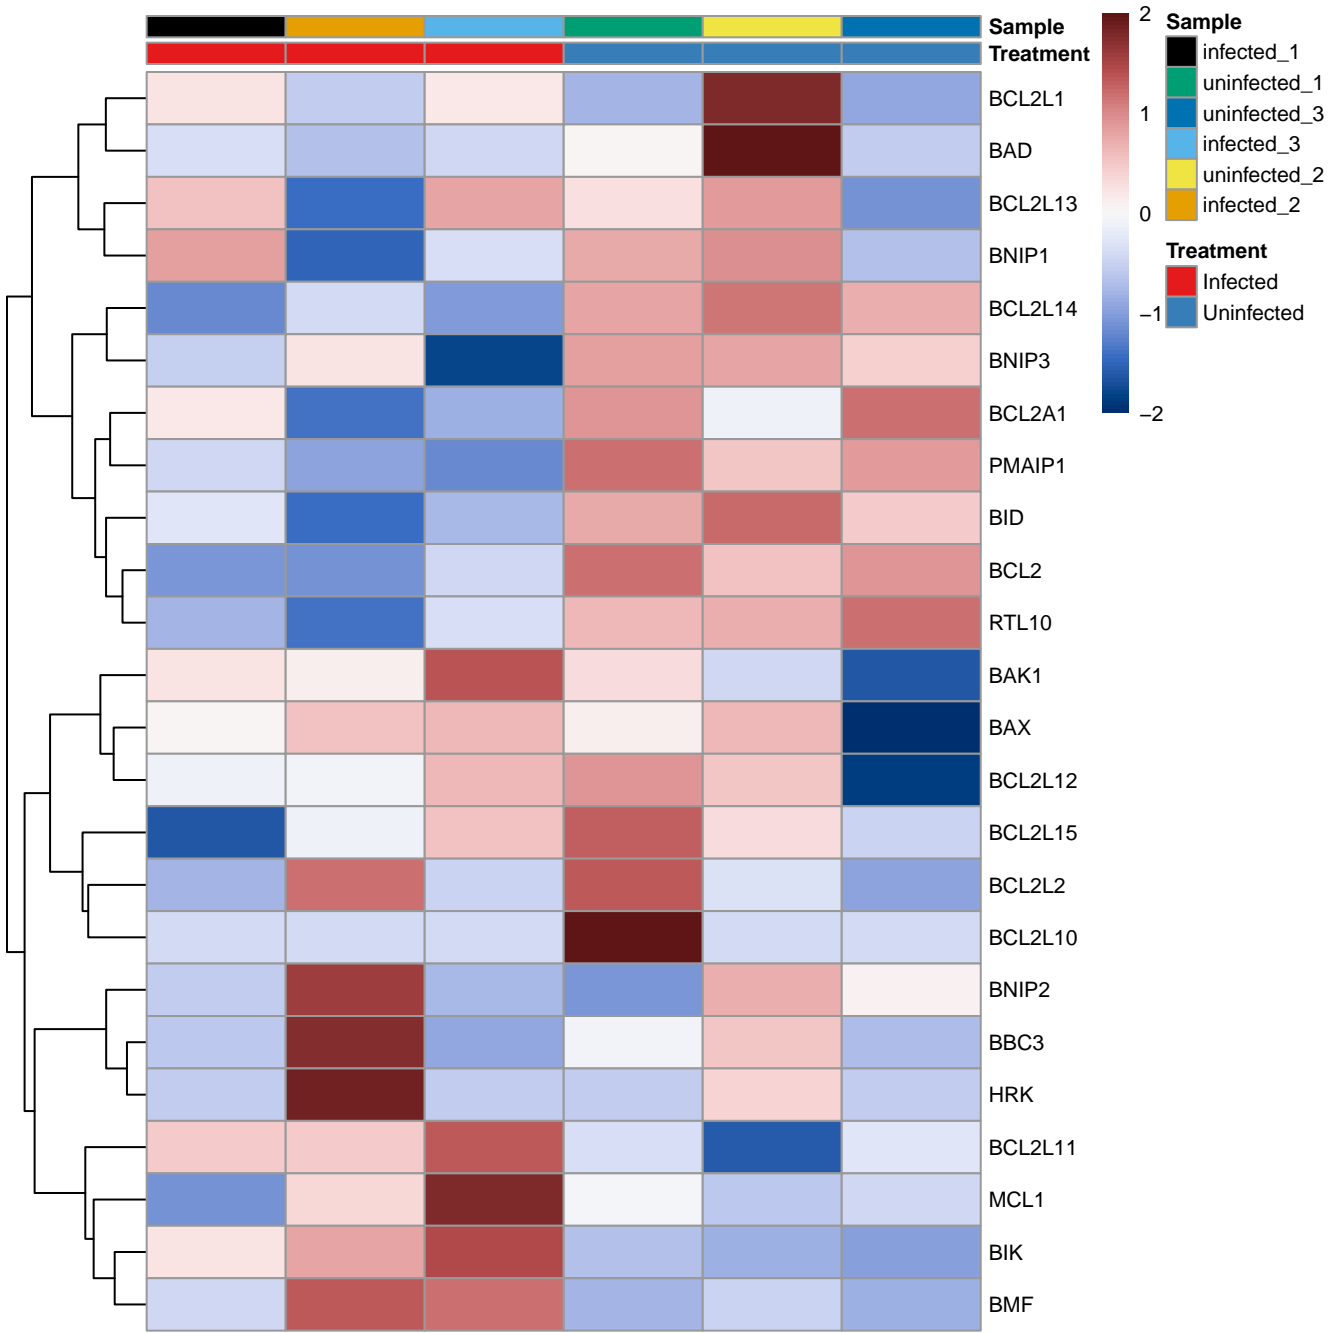 Sample
Treatment
BCL2L1
BAD
BCL2L13
BNIP1
BCL2L14
BNIP3
BCL2A1
PMAIP1
BID
BCL2
RTL10
BAK1
BAX
BCL2L12
BCL2L15
BCL2L2
BCL2L10
BNIP2
BBC3
HRK
BCL2L11
MCL1
BIK
BMF
2
1
0
−1
−2
Sample
infected_1
uninfected_1
uninfected_3
infected_3
uninfected_2
infected_2
Treatment
Infected
Uninfected